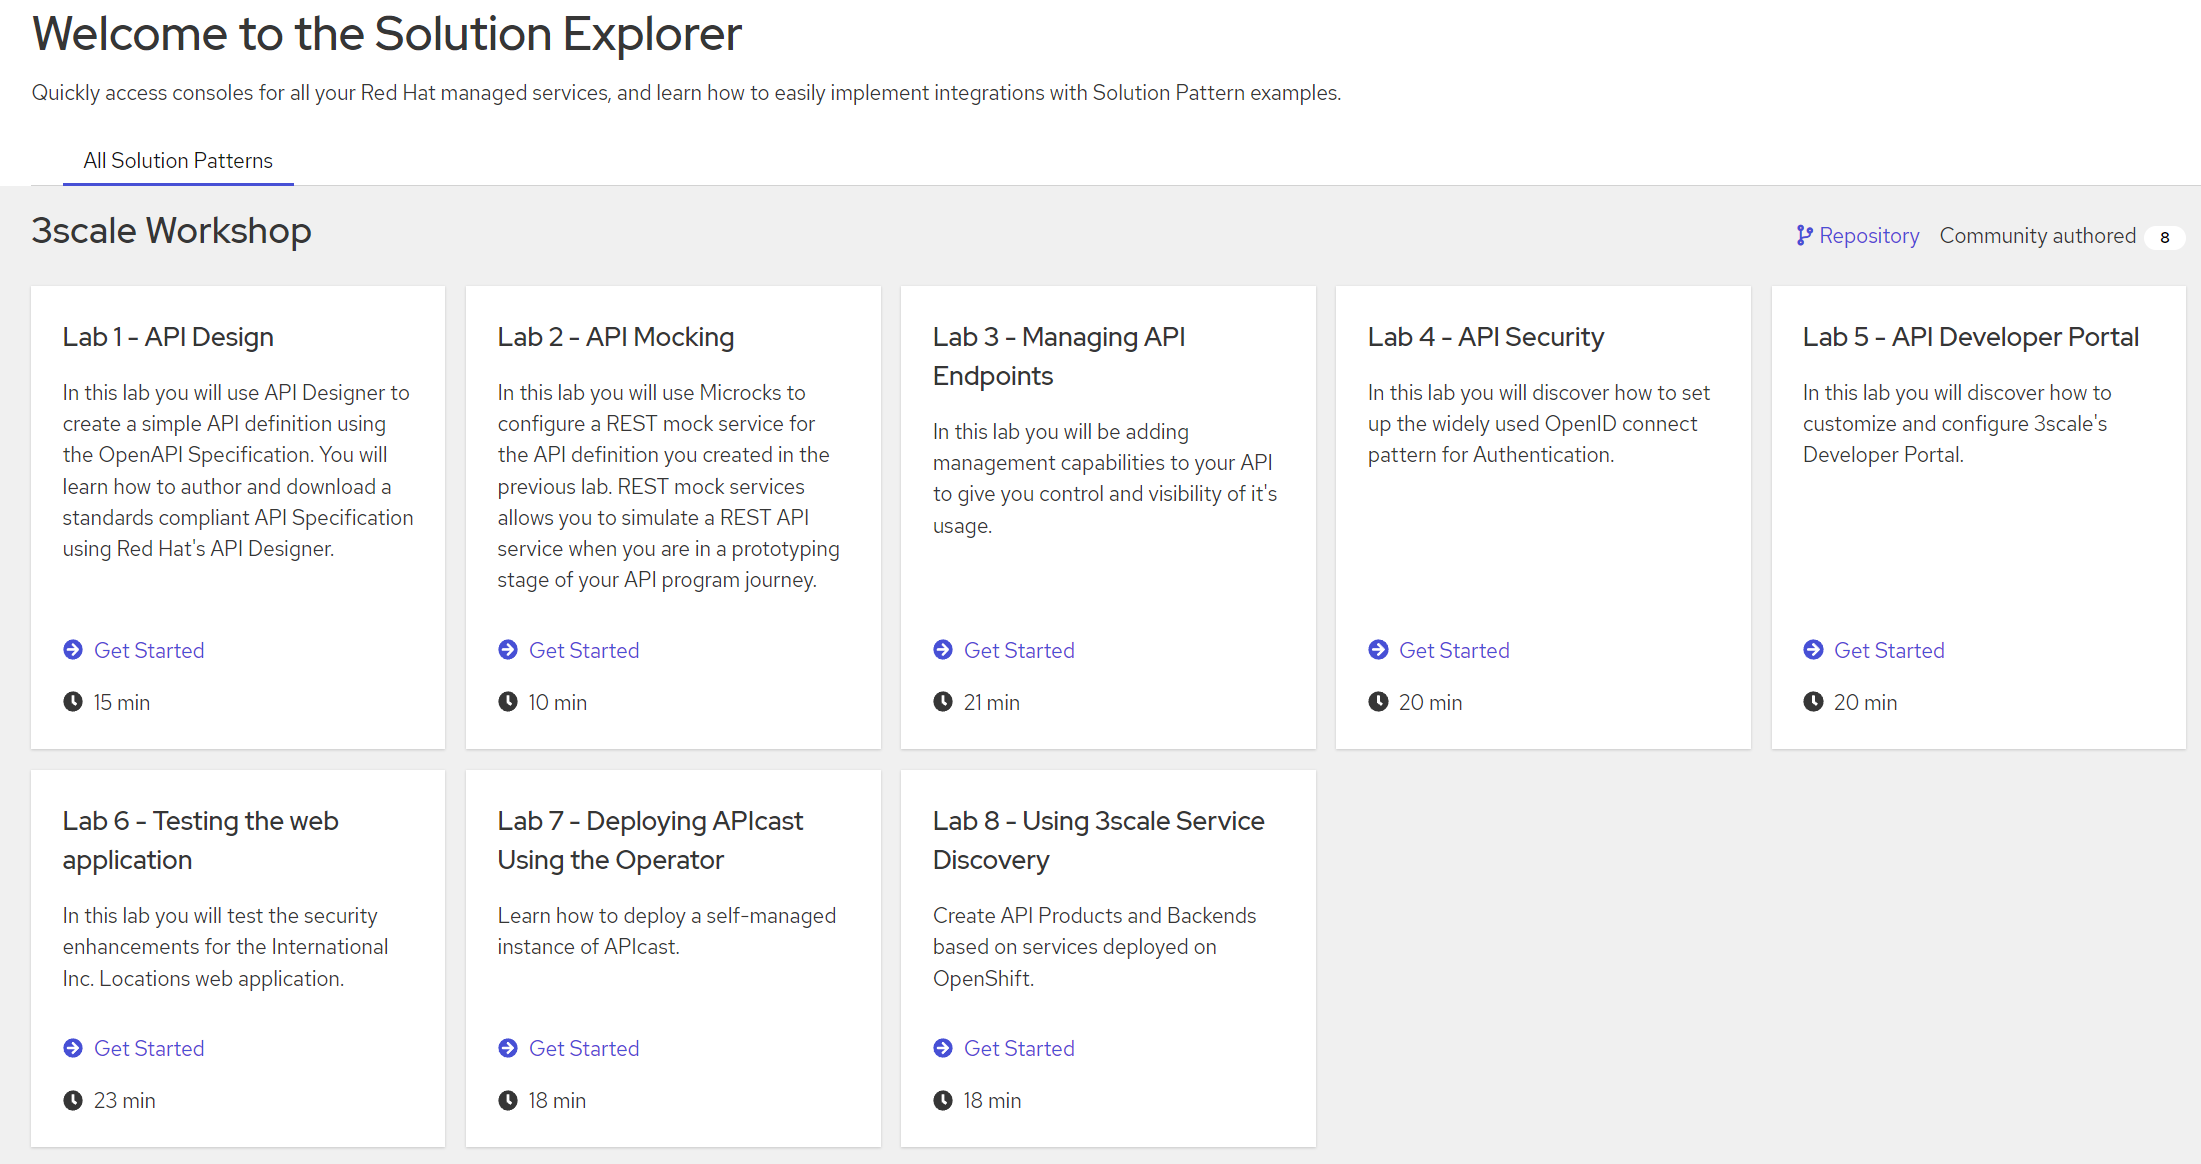 Welcome to the Solution Explorer
Quickly access consoles for all your Red Hat managed services, and learn how to easily implement integrations with Solution Pattern examples.
All Solution Patterns
3scale Workshop
Repository Community authored 8
Lab 1 - API Design
In this lab you will use API Designer to
create a simple API definition using
the OpenAPI Specification. You will
learn how to author and download a
standards compliant API Specification
using Red Hat's API Designer.
Get Started
15 min
Lab 2 - API Mocking
In this lab you will use Microcks to
configure a REST mock service for
the API definition you created in the
previous lab. REST mock services
allows you to simulate a REST API
service when you are in a prototyping
stage of your API program journey.
Get Started
10 min
Lab 3 - Managing API
Endpoints
In this lab you will be adding
management capabilities to your API
to give you control and visibility of it's
usage.
Get Started
21 min
Lab 4 - API Security
In this lab you will discover how to set
up the widely used OpenID connect
pattern for Authentication.
Get Started
20 min
Lab 5 - API Developer Portal
In this lab you will discover how to
customize and configure 3scale's
Developer Portal.
Get Started
20 min
Lab 6 - Testing the web
application
In this lab you will test the security
enhancements for the International
Inc. Locations web application.
Get Started
23 min
Lab 7 - Deploying APIcast
Using the Operator
Learn how to deploy a self-managed
instance of APIcast.
Get Started
18 min
Lab 8 - Using 3scale Service
Discovery
Create API Products and Backends
based on services deployed on
OpenShift.
Get Started
18 min